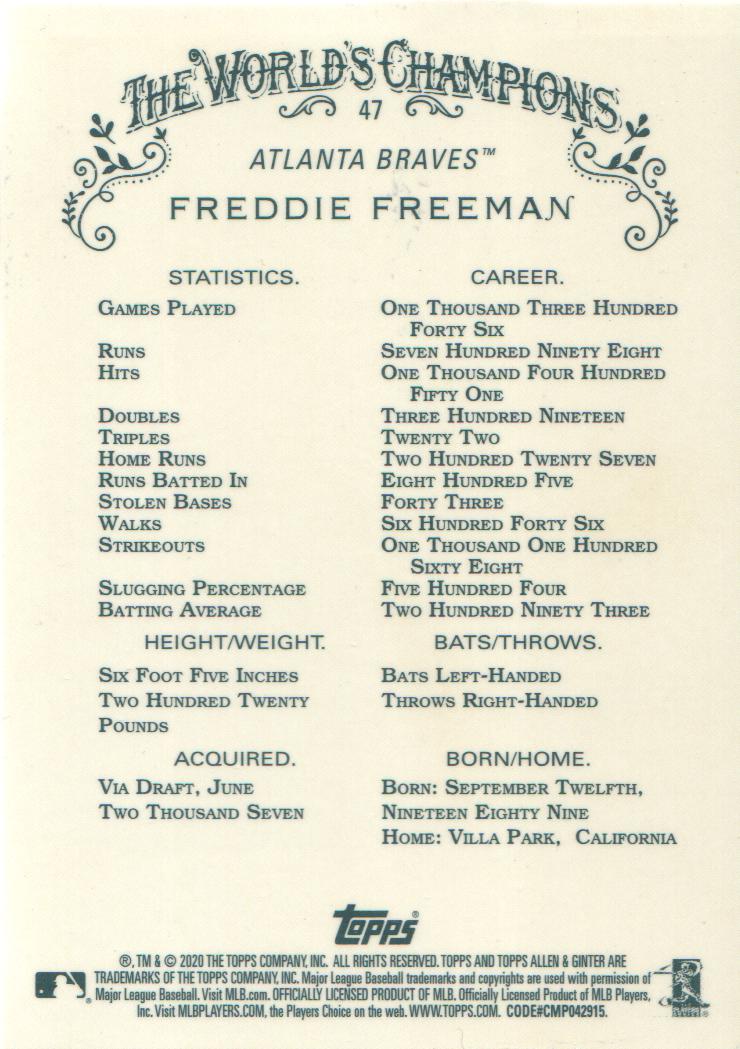 THE WORLD'S CHAMPIONS
47
ATLANTA BRAVES™
FREDDIE FREEMAN
STATISTICS. CAREER.
GAMES PLAYED ONE THOUSAND THREE HUNDRED
FORTY SIX
RUNS SEVEN HUNDRED NINETY EIGHT
HITS ONE THOUSAND FOUR HUNDRED
FIFTY ONE
DOUBLES THREE HUNDRED NINETEEN
TRIPLES TWENTY TWO
HOME RUNS TWO HUNDRED TWENTY SEVEN
RUNS BATTED IN EIGHT HUNDRED FIVE
STOLEN BASES FORTY THREE
WALKS SIX HUNDRED FORTY SIX
STRIKEOUTS ONE THOUSAND ONE HUNDRED
SIXTY EIGHT
SLUGGING PERCENTAGE FIVE HUNDRED FOUR
BATTING AVERAGE TWO HUNDRED NINETY THREE
HEIGHT/WEIGHT.
SIX FOOT FIVE INCHES
TWO HUNDRED TWENTY
POUNDS
BATS/THROWS.
BATS LEFT-HANDED
THROWS RIGHT-HANDED
ACQUIRED.
VIA DRAFT, JUNE
TWO THOUSAND SEVEN
BORN/HOME.
BORN: SEPTEMBER TWELFTH,
NINETEEN EIGHTY NINE
HOME: VILLA PARK, CALIFORNIA
Topps®
®, TM & © 2020 THE TOPPS COMPANY, INC. ALL RIGHTS RESERVED. TOPPS AND TOPPS ALLEN & GINTER ARE
TRADEMARKS OF THE TOPPS COMPANY, INC. Major League Baseball trademarks and copyrights are used with permission of
Major League Baseball. Visit MLB.com. OFFICIALLY LICENSED PRODUCT OF MLB. Officially Licensed Product of MLB Players,
Inc. Visit MLBPLAYERS.COM, the Players Choice on the web. WWW.TOPPS.COM. CODE#CMP042915.